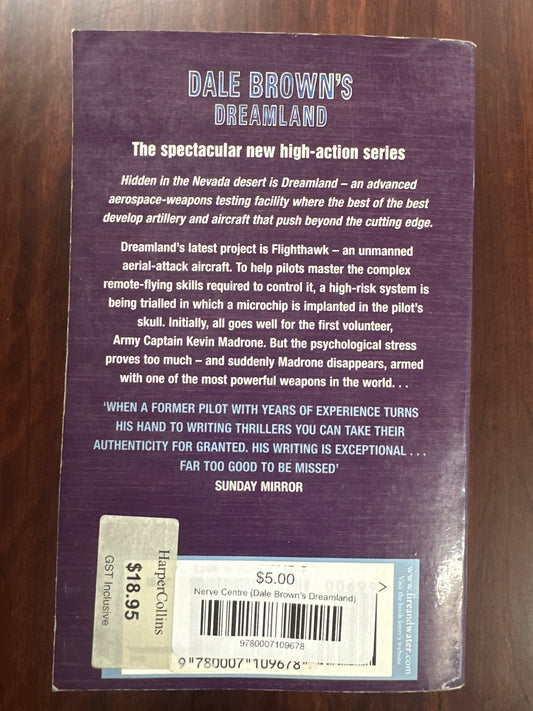 DALE BROWN'S
DREAMLAND
The spectacular new high-action series
Hidden in the Nevada desert is Dreamland – an advanced
aerospace-weapons testing facility where the best of the best
develop artillery and aircraft that push beyond the cutting edge.
Dreamland's latest project is Flighthawk – an unmanned
aerial-attack aircraft. To help pilots master the complex
remote-flying skills required to control it, a high-risk system is
being trialled in which a microchip is implanted in the pilot's
skull. Initially, all goes well for the first volunteer,
Army Captain Kevin Madrone. But the psychological stress
proves too much – and suddenly Madrone disappears, armed
with one of the most powerful weapons in the world. . .
'WHEN A FORMER PILOT WITH YEARS OF EXPERIENCE TURNS
HIS HAND TO WRITING THRILLERS YOU CAN TAKE THEIR
AUTHENTICITY FOR GRANTED. HIS WRITING IS EXCEPTIONAL . . .
FAR TOO GOOD TO BE MISSED'
SUNDAY MIRROR
HarperCollins
$18.95
GST Inclusive
$5.00
Nerve Centre (Dale Brown's Dreamland)
9780007109678
9 780007 109678 >
www.fireandwater.com
Visit the book lover's website